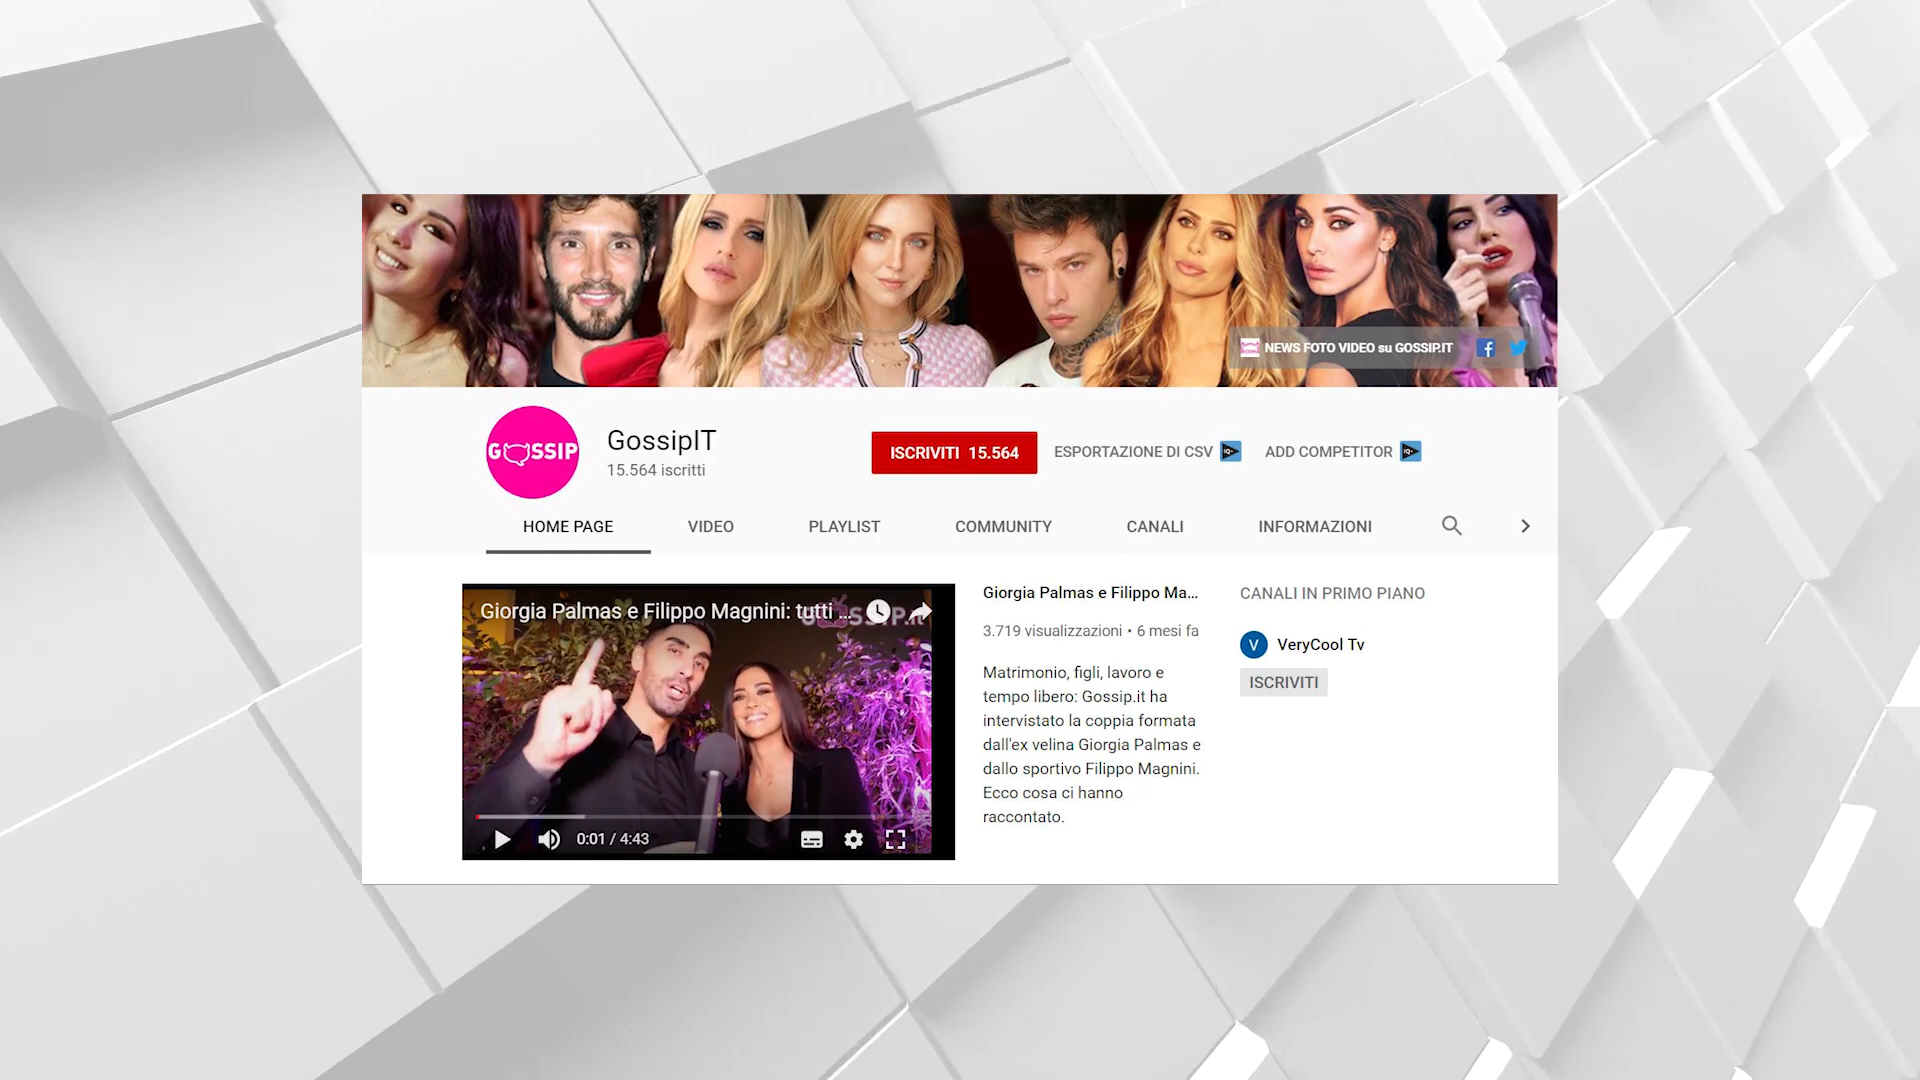 NEWS FOTO VIDEO su GOSSIP.IT
GOSSIP
GossipIT
15.564 iscritti
ISCRIVITI 15.564
ESPORTAZIONE DI CSV
ADD COMPETITOR
HOME PAGE
VIDEO
PLAYLIST
COMMUNITY
CANALI
INFORMAZIONI
Giorgia Palmas e Filippo Magnini: tutti ...
GOSSIP.it
0:01 / 4:43
Giorgia Palmas e Filippo Ma...
3.719 visualizzazioni • 6 mesi fa
Matrimonio, figli, lavoro e
tempo libero: Gossip.it ha
intervistato la coppia formata
dall'ex velina Giorgia Palmas e
dallo sportivo Filippo Magnini.
Ecco cosa ci hanno
raccontato.
CANALI IN PRIMO PIANO
V
VeryCool Tv
ISCRIVITI